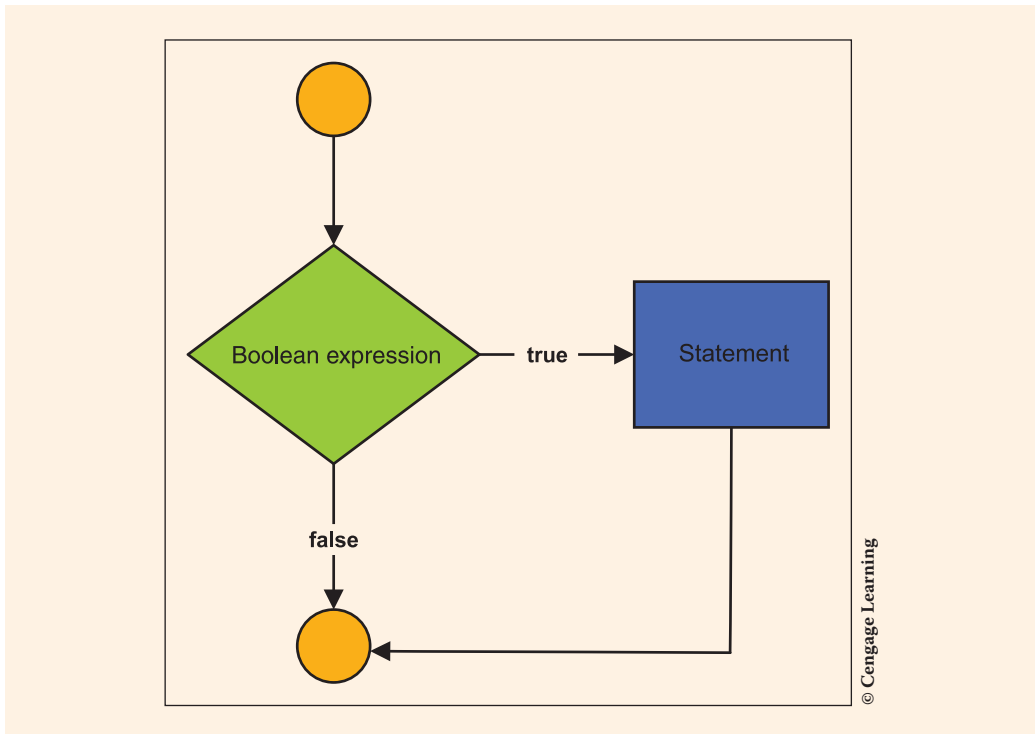 Boolean expression
true
Statement
false
© Cengage Learning